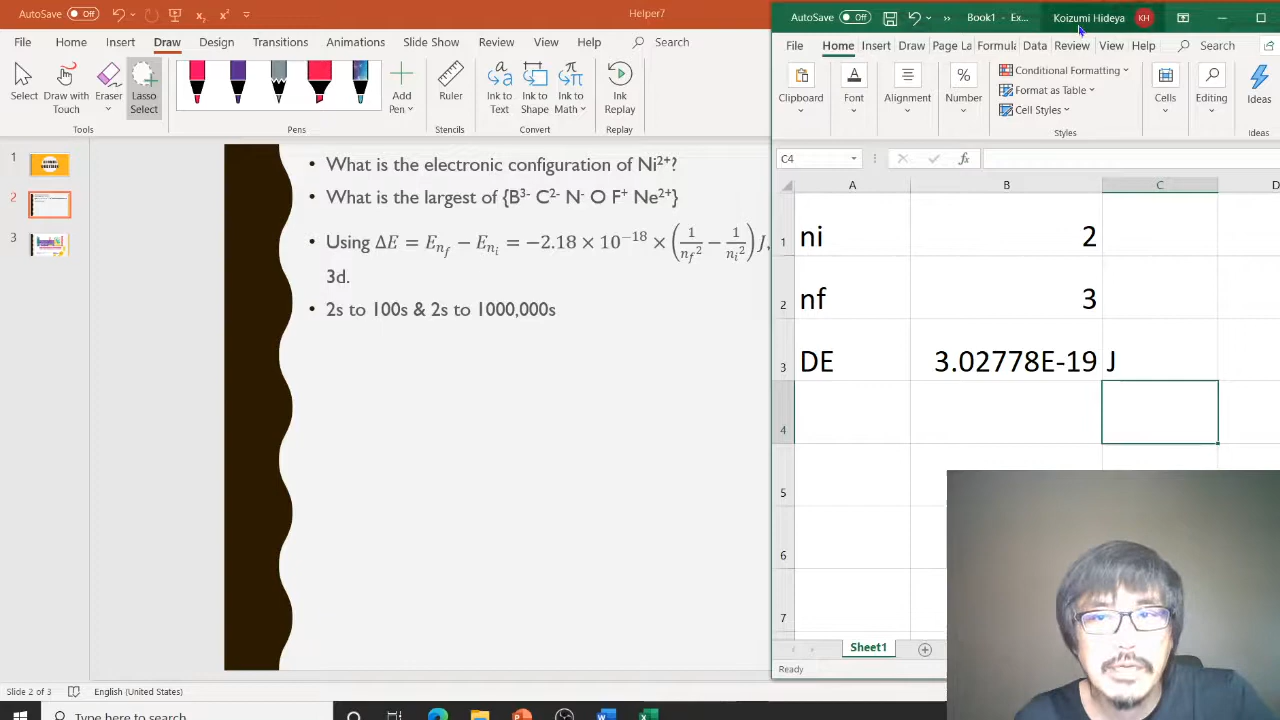 AutoSave Off Helper7
File Home Insert Draw Design Transitions Animations Slide Show Review View Help Search
Select Draw with Touch Eraser Lasso Select Add Pen Ruler Ink to Text Ink to Shape Ink to Math Ink Replay
Tools Pens Stencils Convert Replay
1
2
3
• What is the electronic configuration of Ni²⁺?
• What is the largest of {B³⁻ C²⁻ N⁻ O F⁺ Ne²⁺}
• Using ΔE = E_{n_f} − E_{n_i} = −2.18 × 10⁻¹⁸ × (1/n_f² − 1/n_i²) J,
3d.
• 2s to 100s & 2s to 1000,000s
Slide 2 of 3 English (United States)
Type here to search
AutoSave Off Book1 - Ex... Koizumi Hideya KH
File Home Insert Draw Page La Formula Data Review View Help Search
Clipboard Font Alignment Number Conditional Formatting Format as Table Cell Styles Cells Editing Ideas
Styles Ideas
C4 fx
A B C D
1 ni 2
2 nf 3
3 DE 3.02778E-19 J
4
5
6
7
Sheet1
Ready